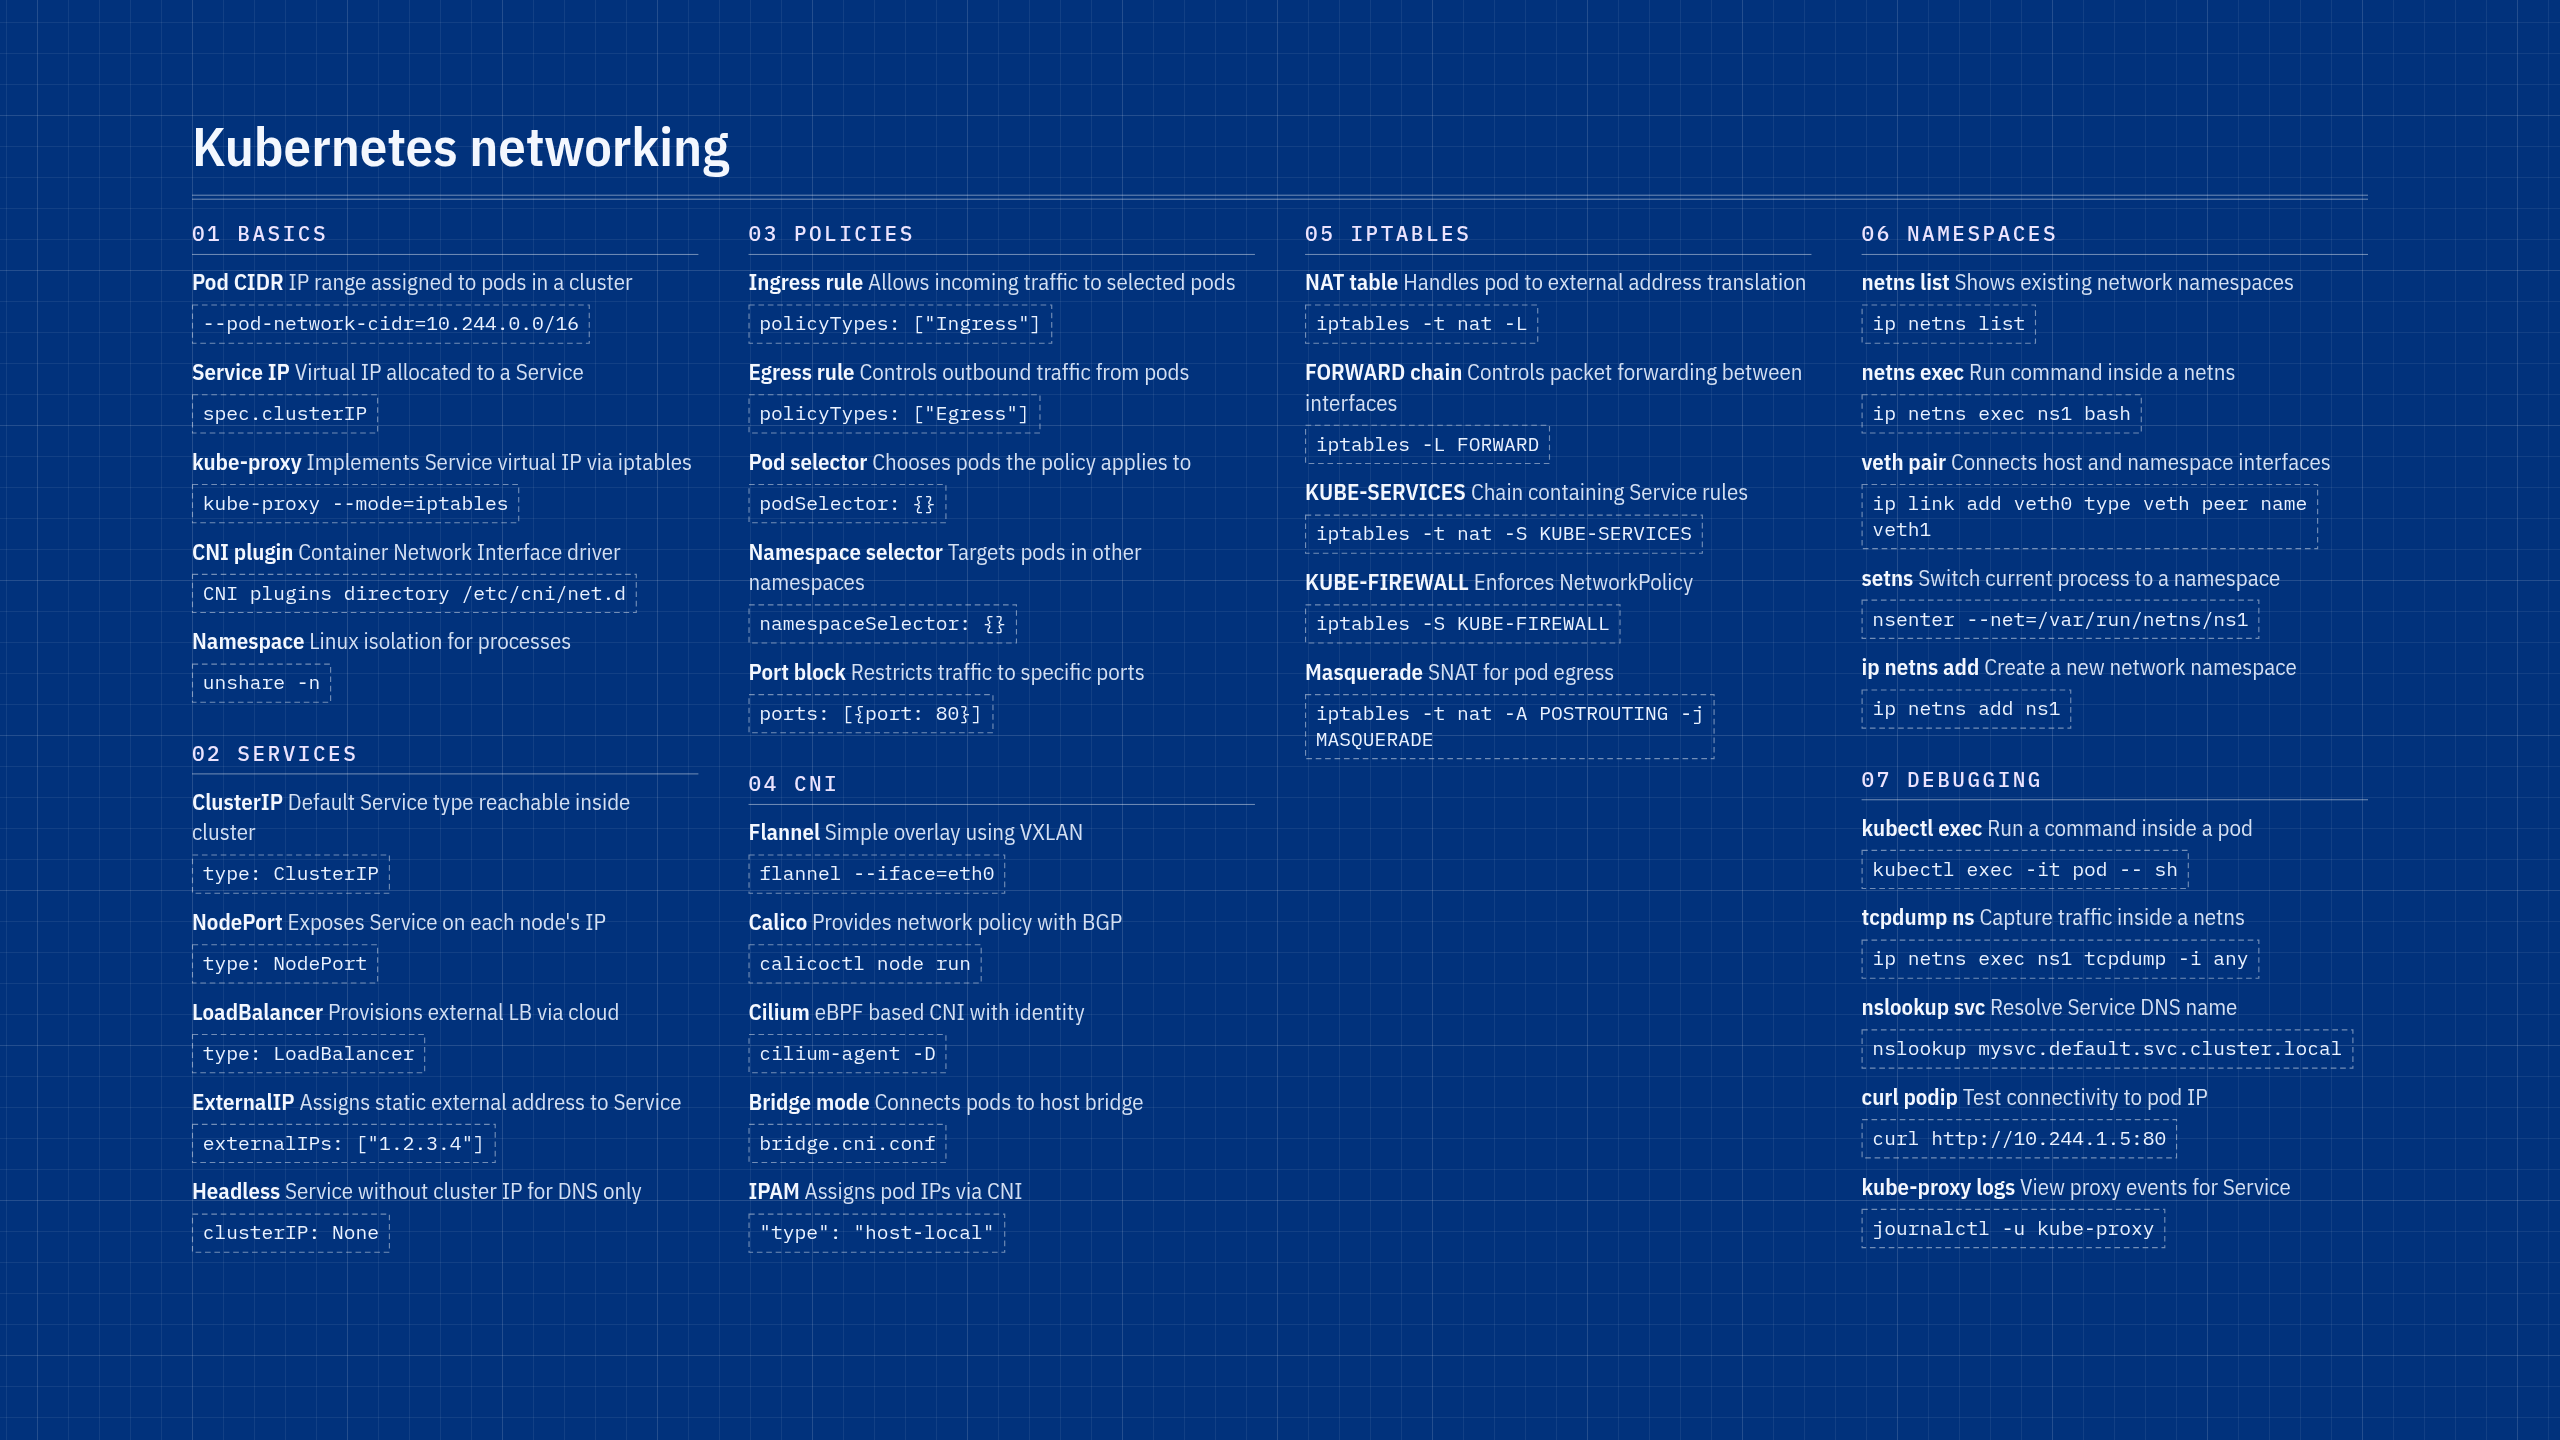 Kubernetes networking
01 BASICS
Pod CIDR IP range assigned to pods in a cluster
--pod-network-cidr=10.244.0.0/16
Service IP Virtual IP allocated to a Service
spec.clusterIP
kube-proxy Implements Service virtual IP via iptables
kube-proxy --mode=iptables
CNI plugin Container Network Interface driver
CNI plugins directory /etc/cni/net.d
Namespace Linux isolation for processes
unshare -n
02 SERVICES
ClusterIP Default Service type reachable inside
cluster
type: ClusterIP
NodePort Exposes Service on each node's IP
type: NodePort
LoadBalancer Provisions external LB via cloud
type: LoadBalancer
ExternalIP Assigns static external address to Service
externalIPs: ["1.2.3.4"]
Headless Service without cluster IP for DNS only
clusterIP: None
03 POLICIES
Ingress rule Allows incoming traffic to selected pods
policyTypes: ["Ingress"]
Egress rule Controls outbound traffic from pods
policyTypes: ["Egress"]
Pod selector Chooses pods the policy applies to
podSelector: {}
Namespace selector Targets pods in other
namespaces
namespaceSelector: {}
Port block Restricts traffic to specific ports
ports: [{port: 80}]
04 CNI
Flannel Simple overlay using VXLAN
flannel --iface=eth0
Calico Provides network policy with BGP
calicoctl node run
Cilium eBPF based CNI with identity
cilium-agent -D
Bridge mode Connects pods to host bridge
bridge.cni.conf
IPAM Assigns pod IPs via CNI
"type": "host-local"
05 IPTABLES
NAT table Handles pod to external address translation
iptables -t nat -L
FORWARD chain Controls packet forwarding between
interfaces
iptables -L FORWARD
KUBE-SERVICES Chain containing Service rules
iptables -t nat -S KUBE-SERVICES
KUBE-FIREWALL Enforces NetworkPolicy
iptables -S KUBE-FIREWALL
Masquerade SNAT for pod egress
iptables -t nat -A POSTROUTING -j
MASQUERADE
06 NAMESPACES
netns list Shows existing network namespaces
ip netns list
netns exec Run command inside a netns
ip netns exec ns1 bash
veth pair Connects host and namespace interfaces
ip link add veth0 type veth peer name
veth1
setns Switch current process to a namespace
nsenter --net=/var/run/netns/ns1
ip netns add Create a new network namespace
ip netns add ns1
07 DEBUGGING
kubectl exec Run a command inside a pod
kubectl exec -it pod -- sh
tcpdump ns Capture traffic inside a netns
ip netns exec ns1 tcpdump -i any
nslookup svc Resolve Service DNS name
nslookup mysvc.default.svc.cluster.local
curl podip Test connectivity to pod IP
curl http://10.244.1.5:80
kube-proxy logs View proxy events for Service
journalctl -u kube-proxy